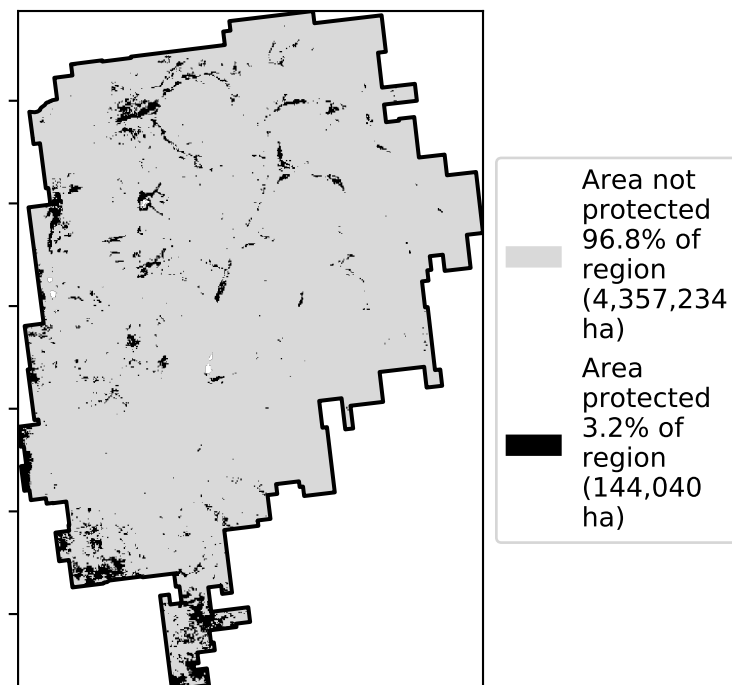 Area not
protected
96.8% of
region
(4,357,234
ha)
Area
protected
3.2% of
region
(144,040
ha)